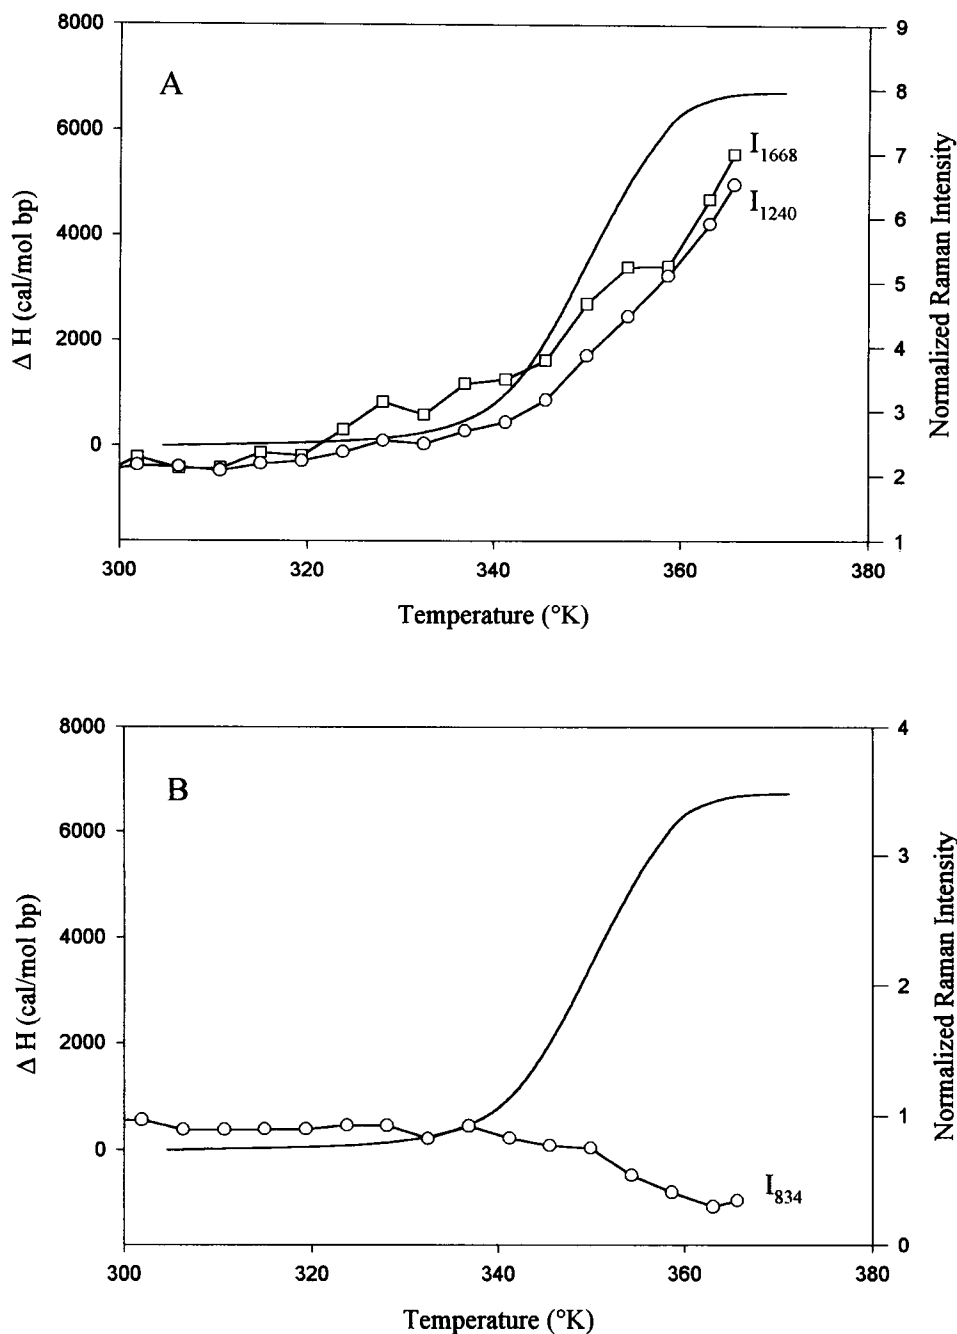 A
8000
6000
4000
2000
0
Δ H (cal/mol bp)
9
8
7
6
5
4
3
2
1
Normalized Raman Intensity
I1668
I1240
300 320 340 360 380
Temperature (°K)
B
8000
6000
4000
2000
0
Δ H (cal/mol bp)
4
3
2
1
0
Normalized Raman Intensity
I834
300 320 340 360 380
Temperature (°K)